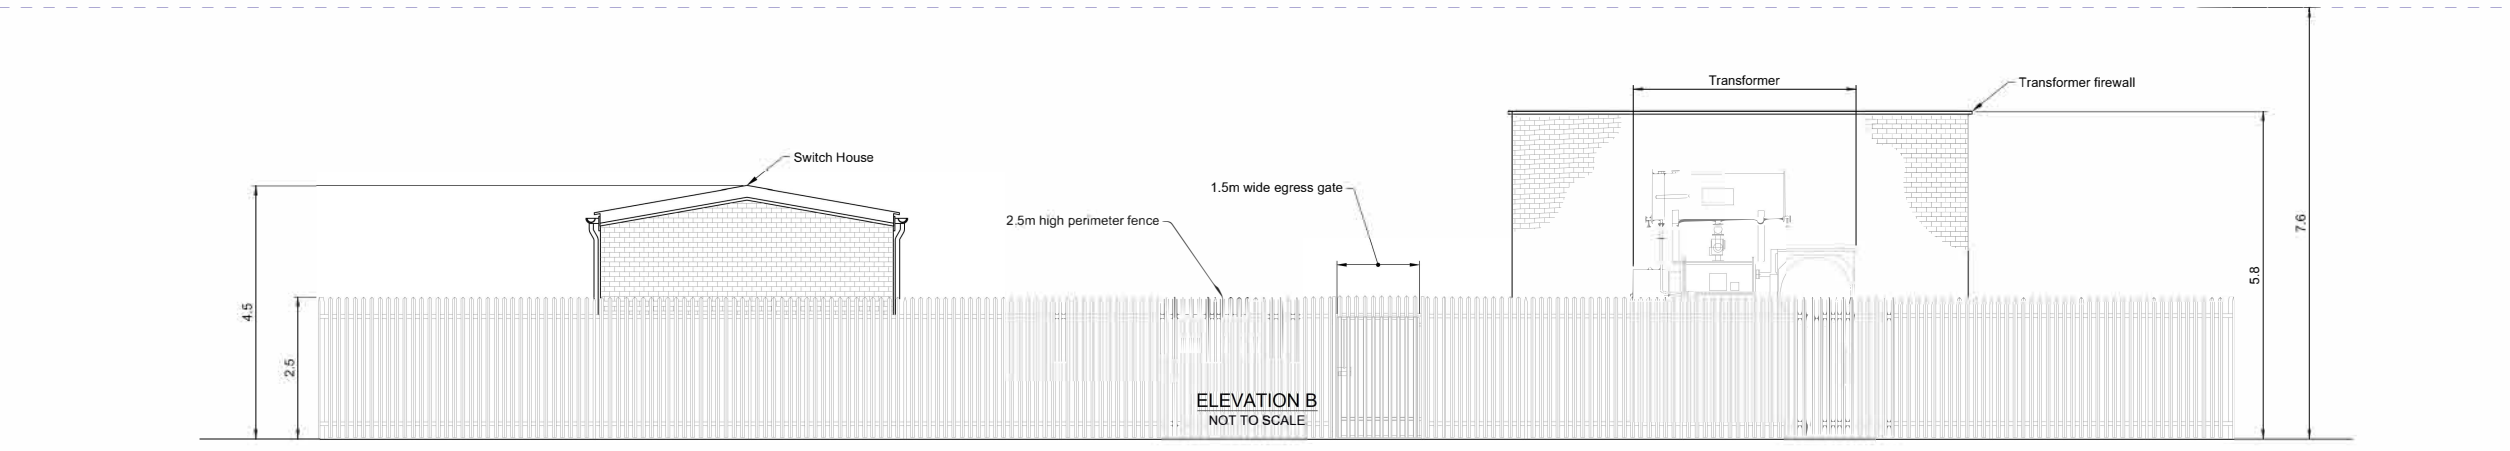 Transformer
Transformer firewall
Switch House
1.5m wide egress gate
2.5m high perimeter fence
7.6
5.8
4.5
2.5
ELEVATION B
NOT TO SCALE